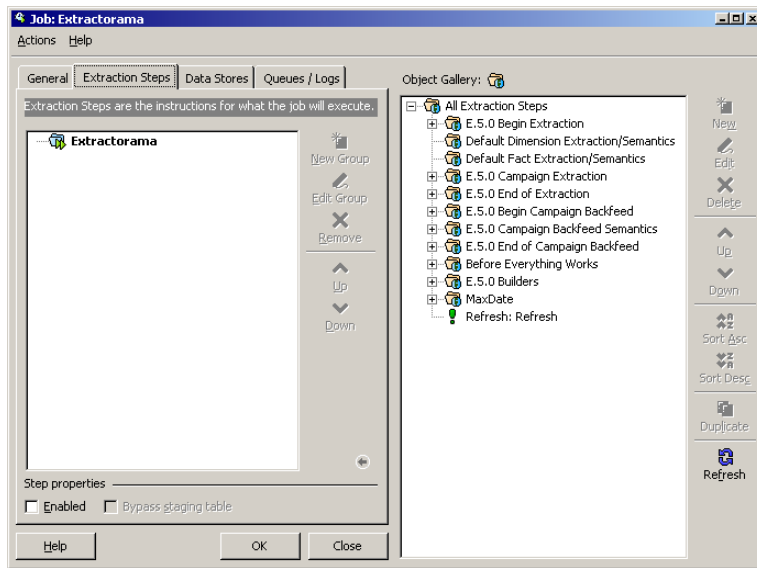 Job: Extractorama
Actions Help
General Extraction Steps Data Stores Queues / Logs
Extraction Steps are the instructions for what the job will execute.
Extractorama
New Group
Edit Group
Remove
Up
Down
Step properties
Enabled Bypass staging table
Help OK Close
Object Gallery:
All Extraction Steps
E.5.0 Begin Extraction
Default Dimension Extraction/Semantics
Default Fact Extraction/Semantics
E.5.0 Campaign Extraction
E.5.0 End of Extraction
E.5.0 Begin Campaign Backfeed
E.5.0 Campaign Backfeed Semantics
E.5.0 End of Campaign Backfeed
Before Everything Works
E.5.0 Builders
MaxDate
Refresh: Refresh
New
Edit
Delete
Up
Down
Sort Asc
Sort Desc
Duplicate
Refresh